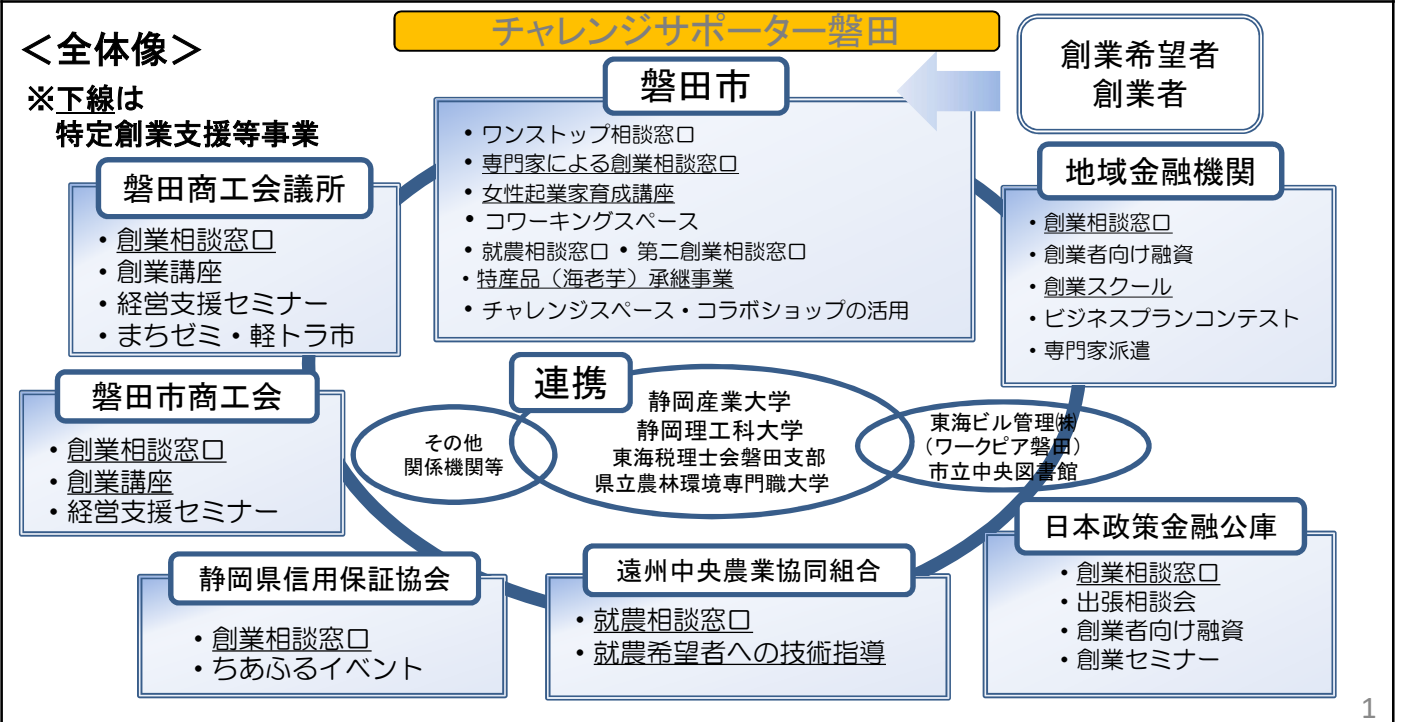 チャレンジサポーター磐田
＜全体像＞
※下線は
特定創業支援等事業
創業希望者
創業者
磐田市
• ワンストップ相談窓口
• 専門家による創業相談窓口
• 女性起業家育成講座
• コワーキングスペース
• 就農相談窓口・第二創業相談窓口
・特産品（海老芋）承継事業
• チャレンジスペース・コラボショップの活用
磐田商工会議所
・創業相談窓口
・創業講座
・経営支援セミナー
・まちゼミ・軽トラ市
地域金融機関
・創業相談窓口
・創業者向け融資
・創業スクール
・ビジネスプランコンテスト
・専門家派遣
磐田市商工会
・創業相談窓口
・創業講座
・経営支援セミナー
連携
その他
関係機関等
静岡産業大学
静岡理工科大学
東海税理士会磐田支部
県立農林環境専門職大学
東海ビル管理㈱
（ワークピア磐田）
市立中央図書館
静岡県信用保証協会
・創業相談窓口
・ちあふるイベント
遠州中央農業協同組合
・就農相談窓口
・就農希望者への技術指導
日本政策金融公庫
・創業相談窓口
・出張相談会
・創業者向け融資
・創業セミナー
1